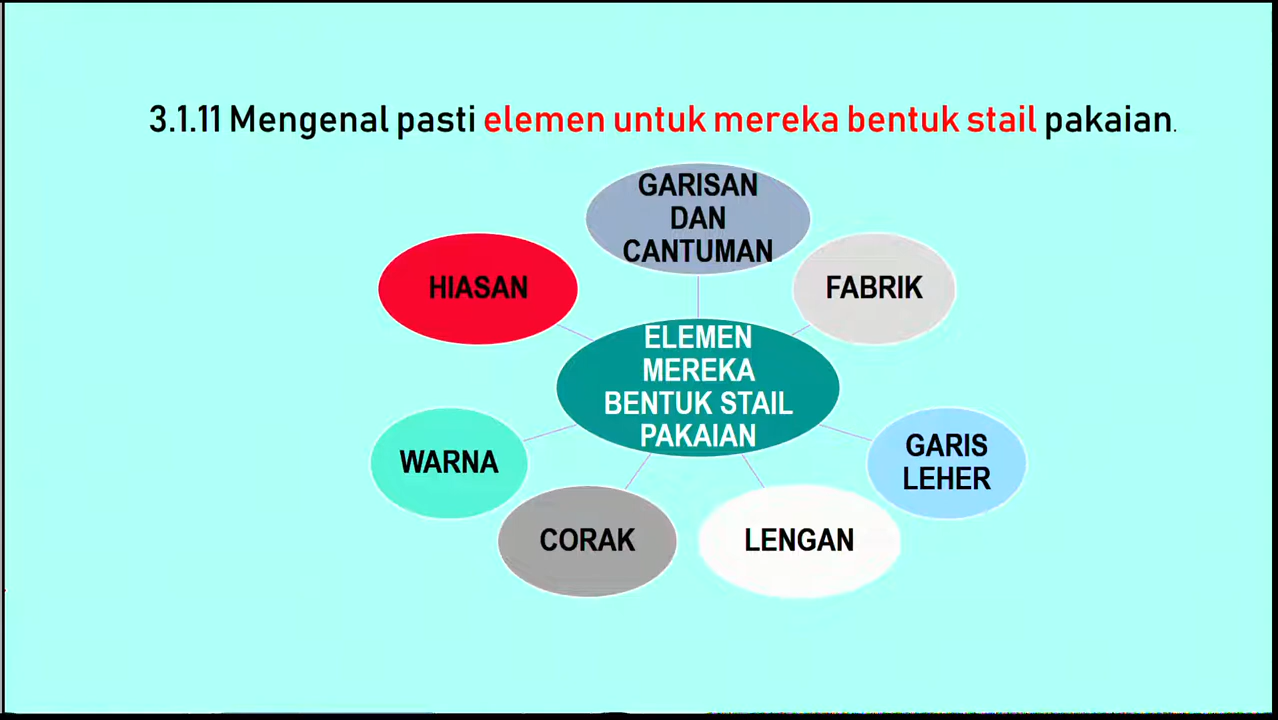 3.1.11 Mengenal pasti elemen untuk mereka bentuk stail pakaian.
GARISAN
DAN
CANTUMAN
HIASAN
FABRIK
ELEMEN
MEREKA
BENTUK STAIL
PAKAIAN
GARIS
LEHER
WARNA
CORAK
LENGAN